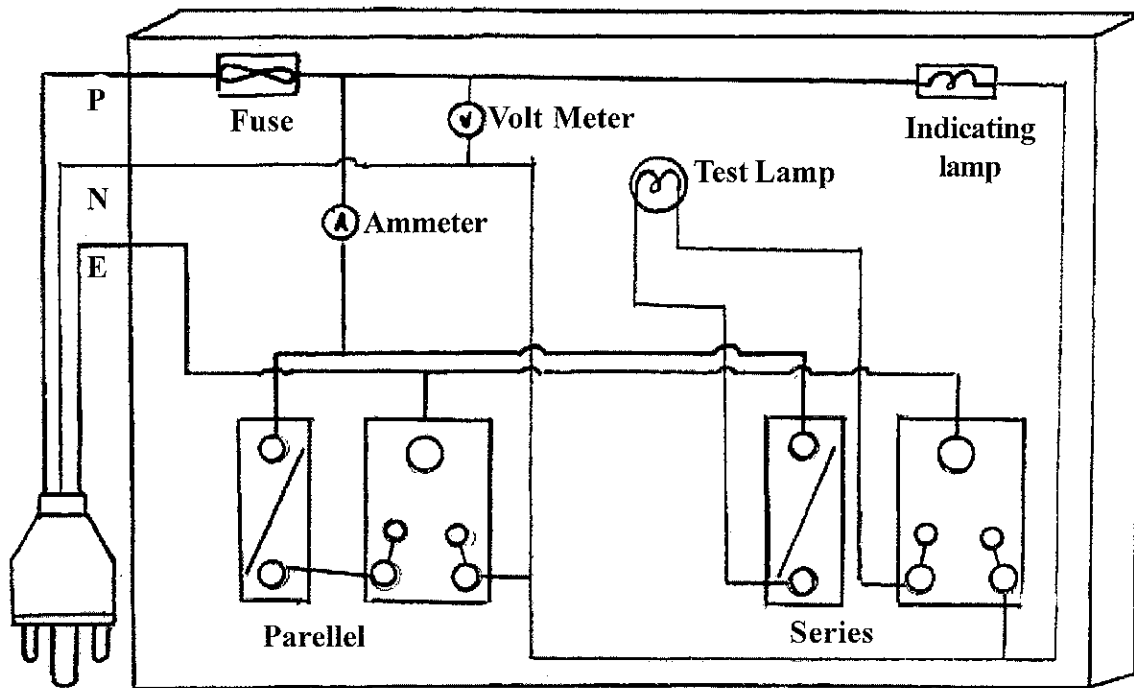 P
Fuse
Volt Meter
Indicating
lamp
N
Test Lamp
A
Ammeter
E
Parellel
Series